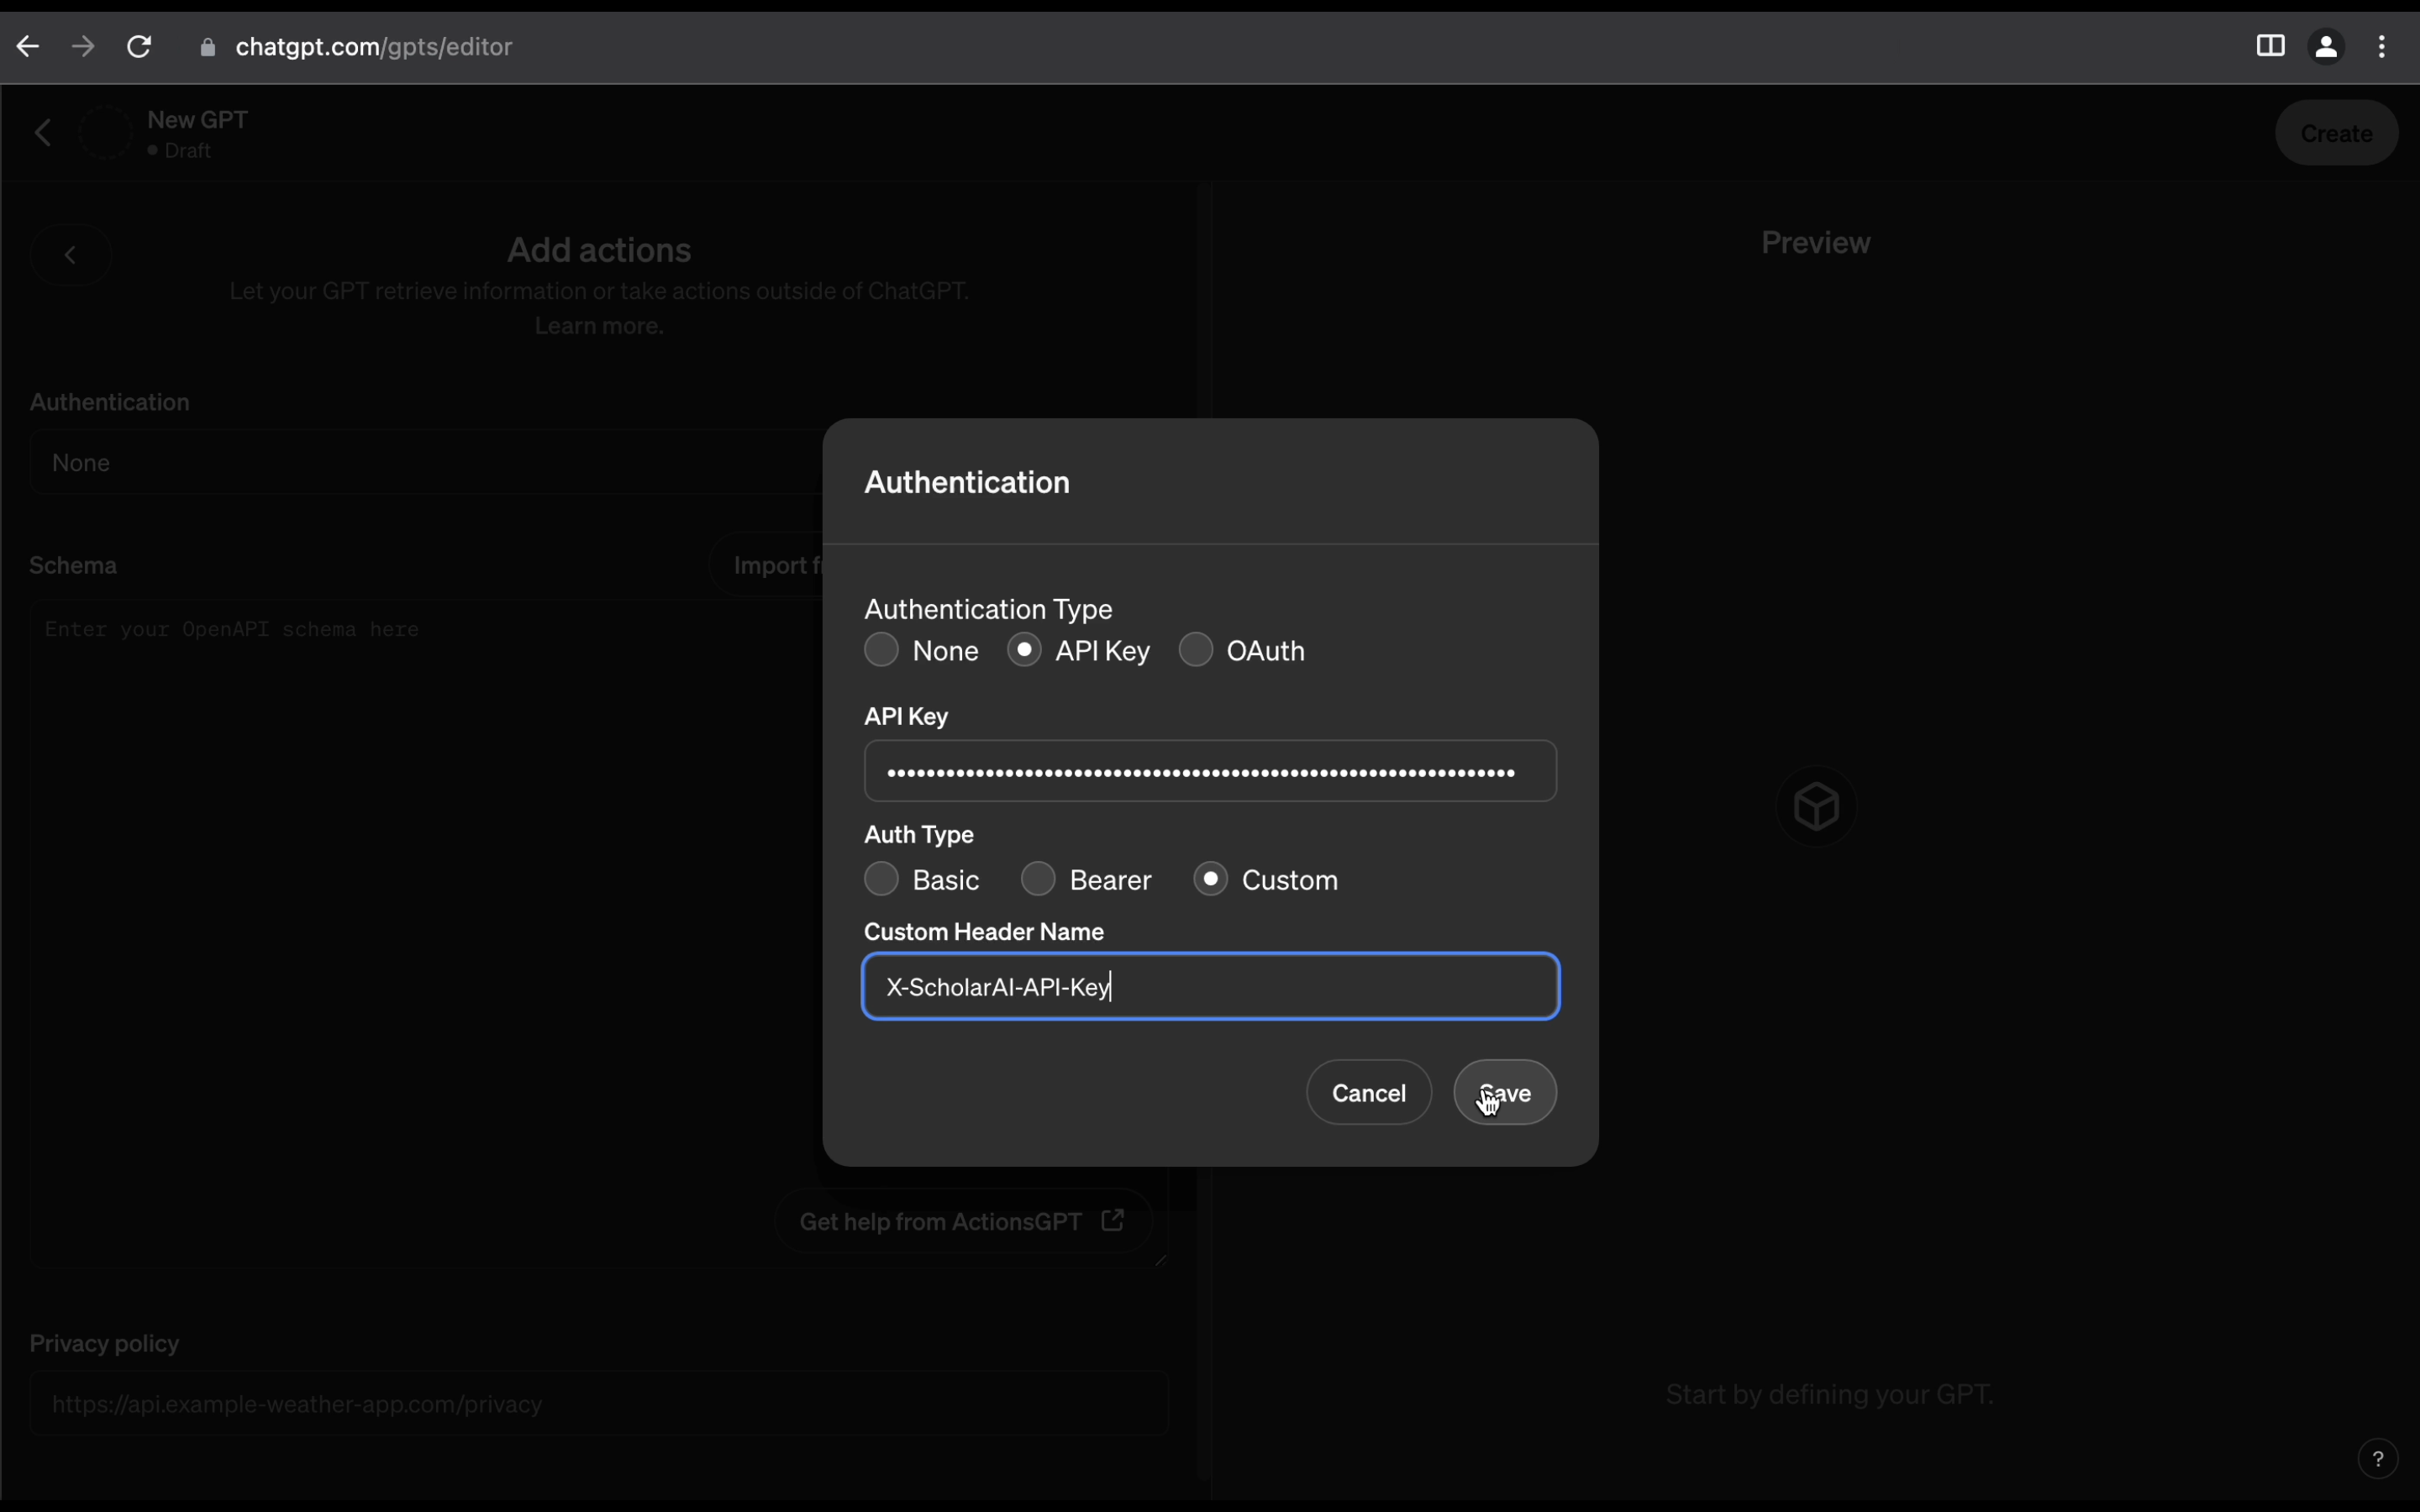 chatgpt.com/gpts/editor
New GPT
Draft
Create
Add actions
Let your GPT retrieve information or take actions outside of ChatGPT.
Learn more.
Preview
Authentication
None
Schema
Import
Enter your OpenAPI schema here
Authentication
Authentication Type
None API Key OAuth
API Key
••••••••••••••••••••••••••••••••••••••••••••••••••••••••••••••••
Auth Type
Basic Bearer Custom
Custom Header Name
X-ScholarAI-API-Key
Cancel Save
Get help from ActionsGPT
Privacy policy
https://api.example-weather-app.com/privacy
Start by defining your GPT.
?